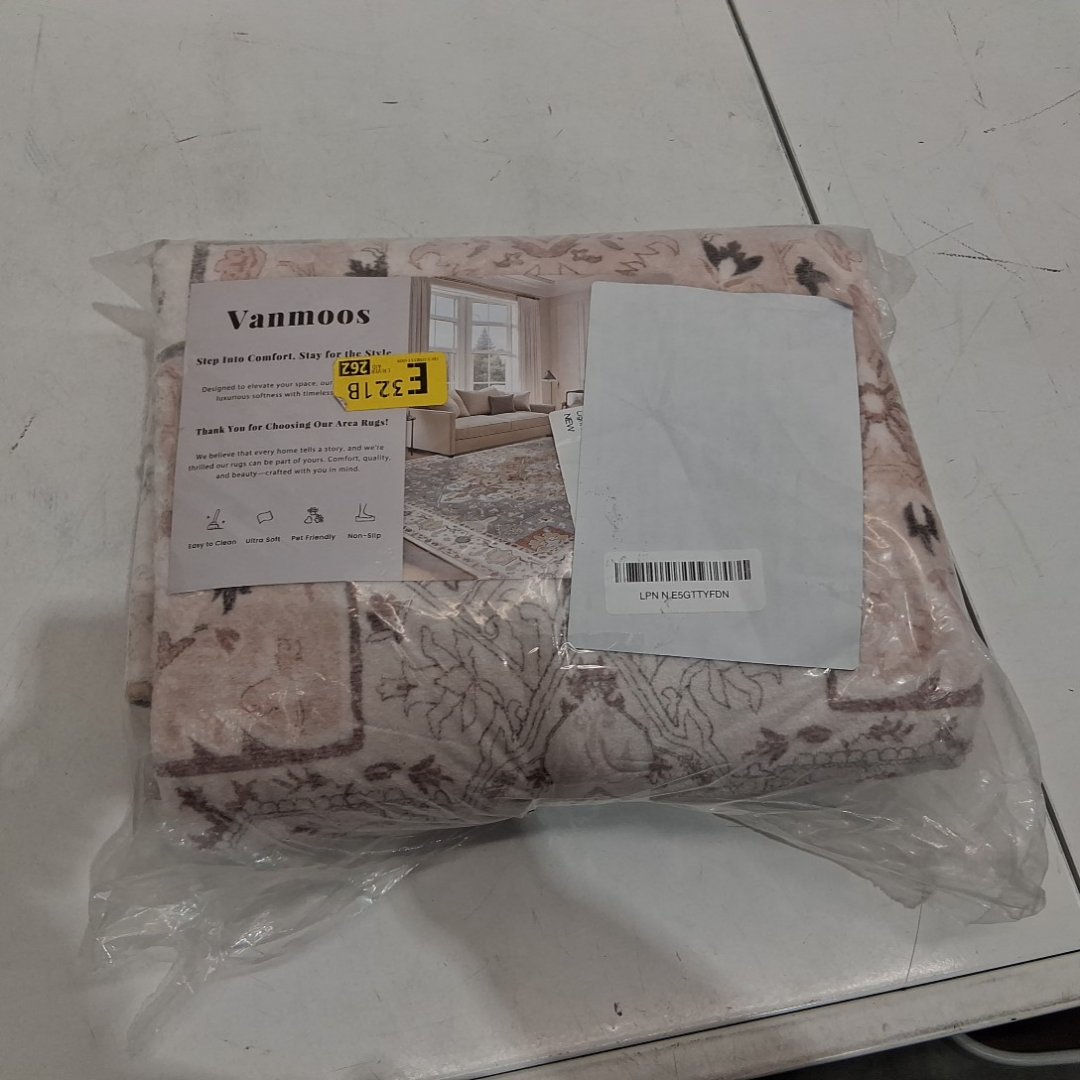 Vanmoos
Step Into Comfort, Stay for the Style
Designed to elevate your space, our
luxurious softness with timeless
Thank You for Choosing Our Area Rugs!
We believe that every home tells a story, and we're
thrilled our rugs can be part of yours. Comfort, quality,
and beauty—crafted with you in mind.
Easy to Clean
Ultra Soft
Pet Friendly
Non-Slip
E
321B
262
NEW
LPN N E5GTTYFDN